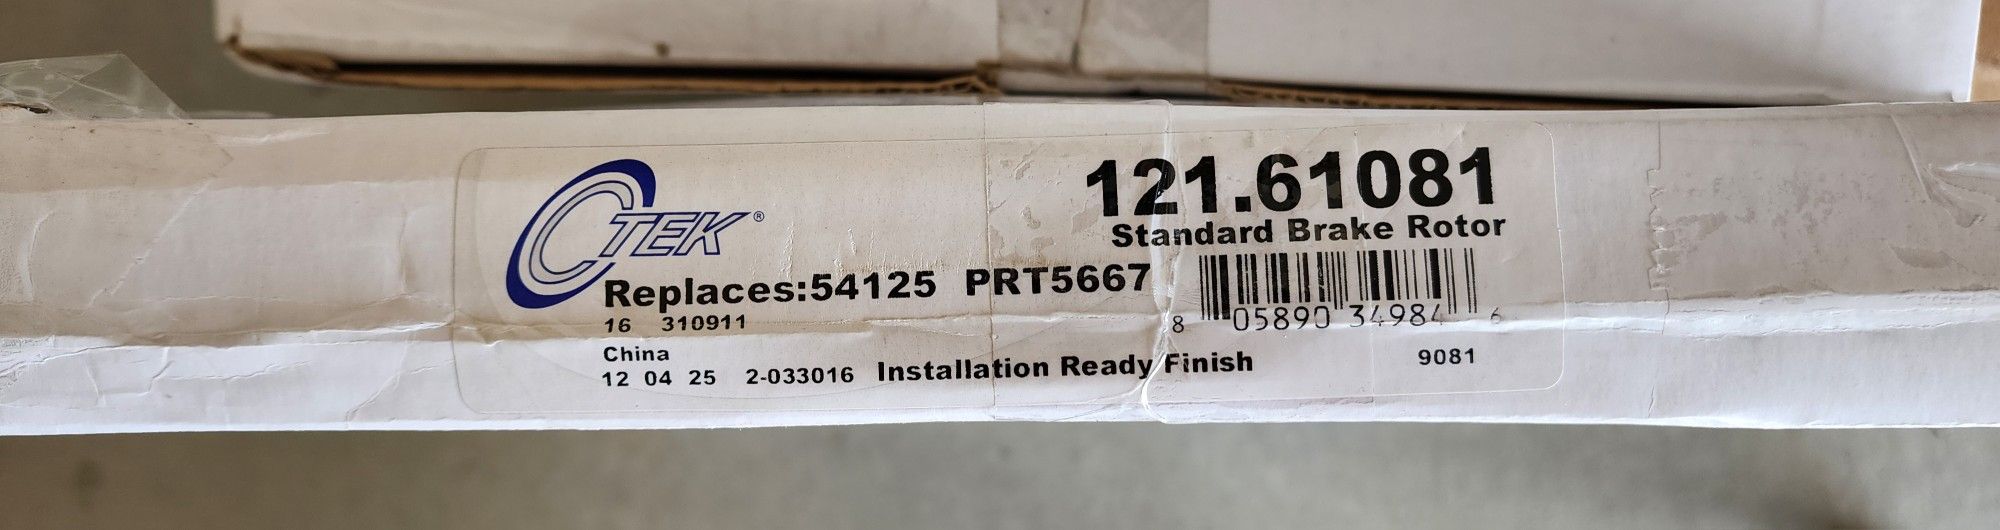 CTEK®
121.61081
Standard Brake Rotor
Replaces:54125 PRT5667
16 310911
8 05890 34984 6
China
12 04 25 2-033016 Installation Ready Finish 9081